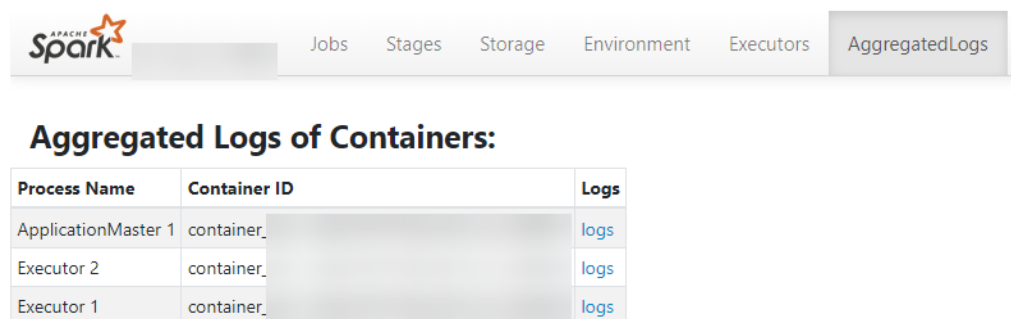 APACHE
Spark™
Jobs Stages Storage Environment Executors AggregatedLogs
Aggregated Logs of Containers:
Process Name Container ID Logs
ApplicationMaster 1 container_ logs
Executor 2 container_ logs
Executor 1 container_ logs